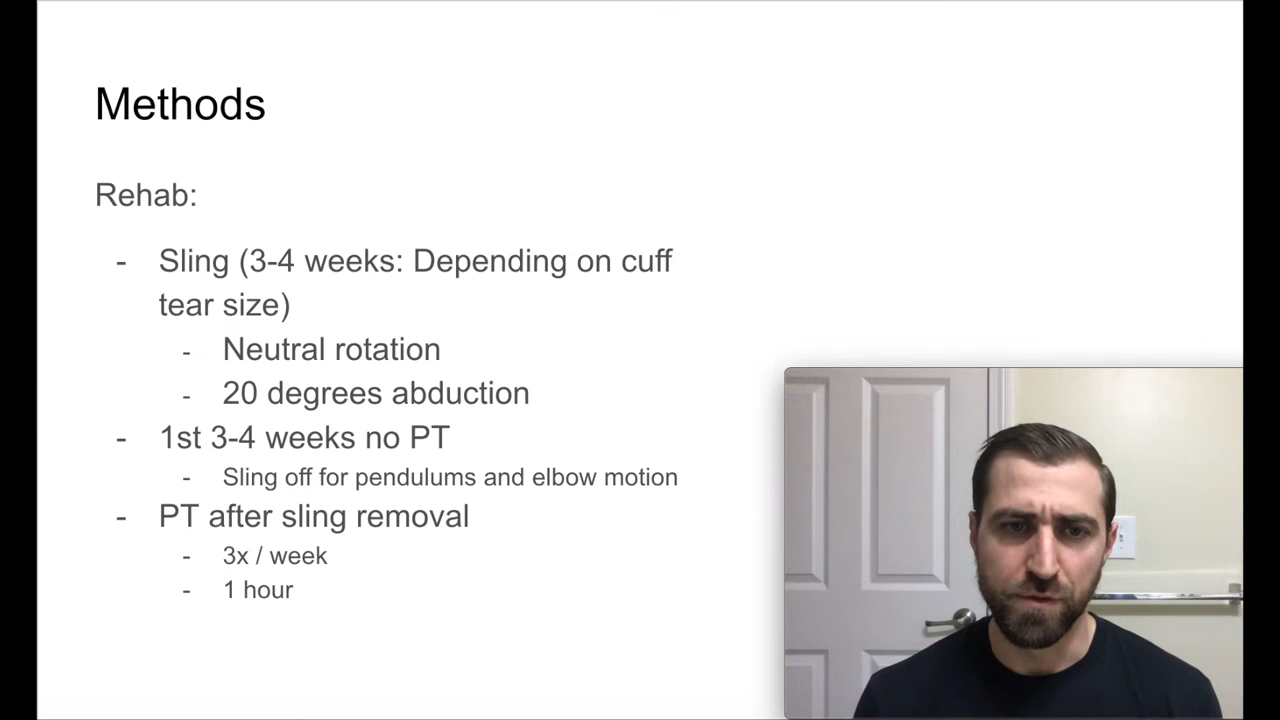 Methods
Rehab:
- Sling (3-4 weeks: Depending on cuff
tear size)
- Neutral rotation
- 20 degrees abduction
- 1st 3-4 weeks no PT
- Sling off for pendulums and elbow motion
- PT after sling removal
- 3x / week
- 1 hour